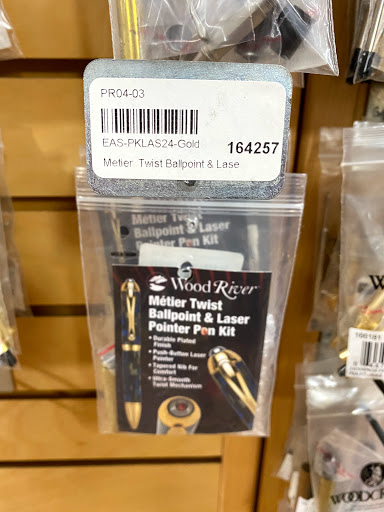 PR04-03
EAS-PKLAS24-Gold
164257
Metier Twist Ballpoint & Lase
Métier Twist
Ballpoint & Laser
Pointer Pen Kit
WoodRiver
Métier Twist
Ballpoint & Laser
Pointer Pen Kit
• Durable Plated
Finish
• Push-Button Laser
Pointer
• Tapered Nib For
Comfort
• Ultra-Smooth
Twist Mechanism
166191
WOODCR